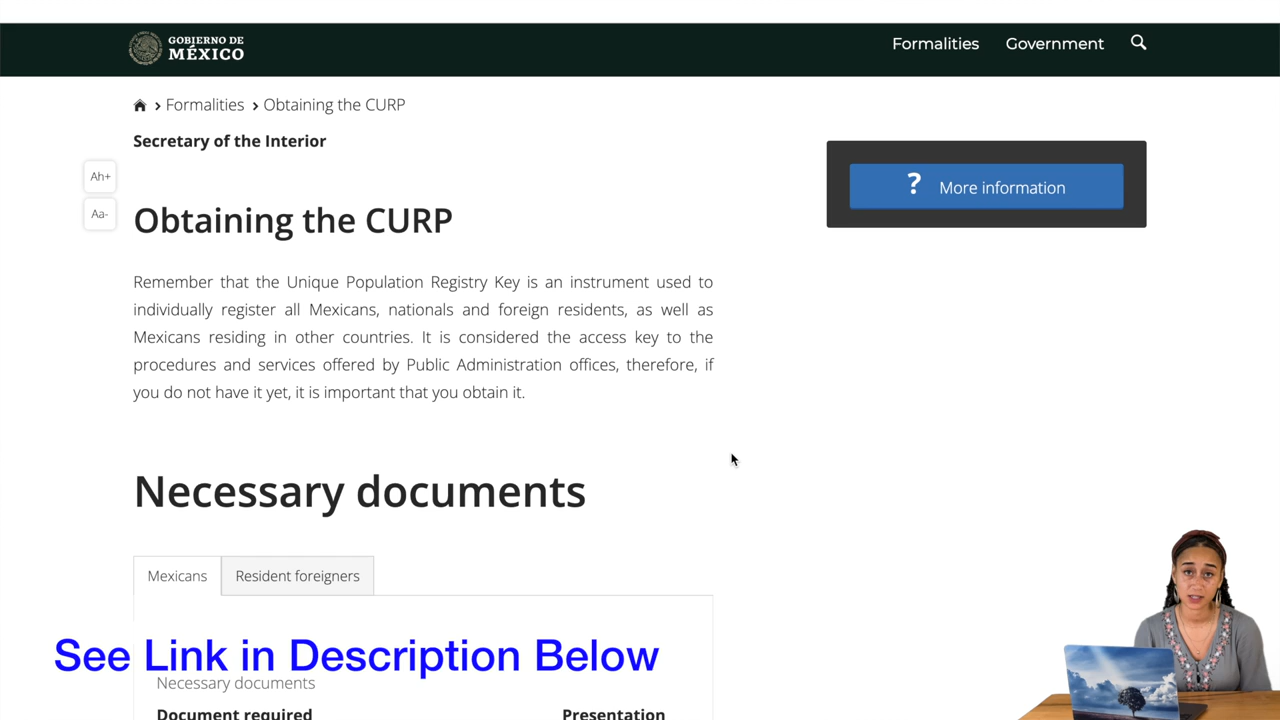 GOBIERNO DE
MÉXICO
Formalities Government
Formalities Obtaining the CURP
Secretary of the Interior
Ah+
Aa-
? More information
Obtaining the CURP
Remember that the Unique Population Registry Key is an instrument used to
individually register all Mexicans, nationals and foreign residents, as well as
Mexicans residing in other countries. It is considered the access key to the
procedures and services offered by Public Administration offices, therefore, if
you do not have it yet, it is important that you obtain it.
Necessary documents
Mexicans Resident foreigners
See Link in Description Below
Necessary documents
Document required Presentation